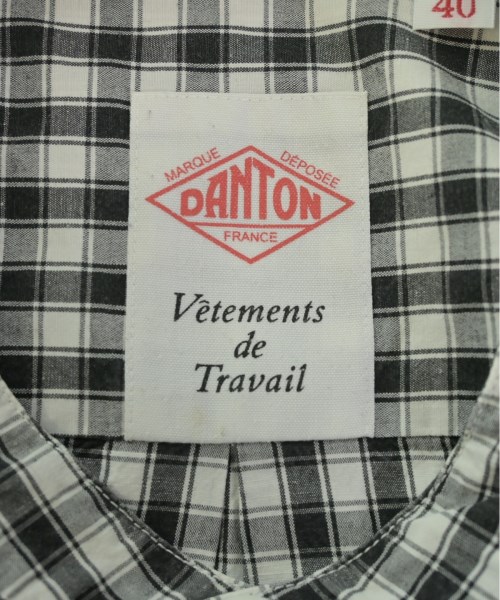 40
MARQUE DÉPOSÉE
DANTON
FRANCE
Vêtements
de
Travail